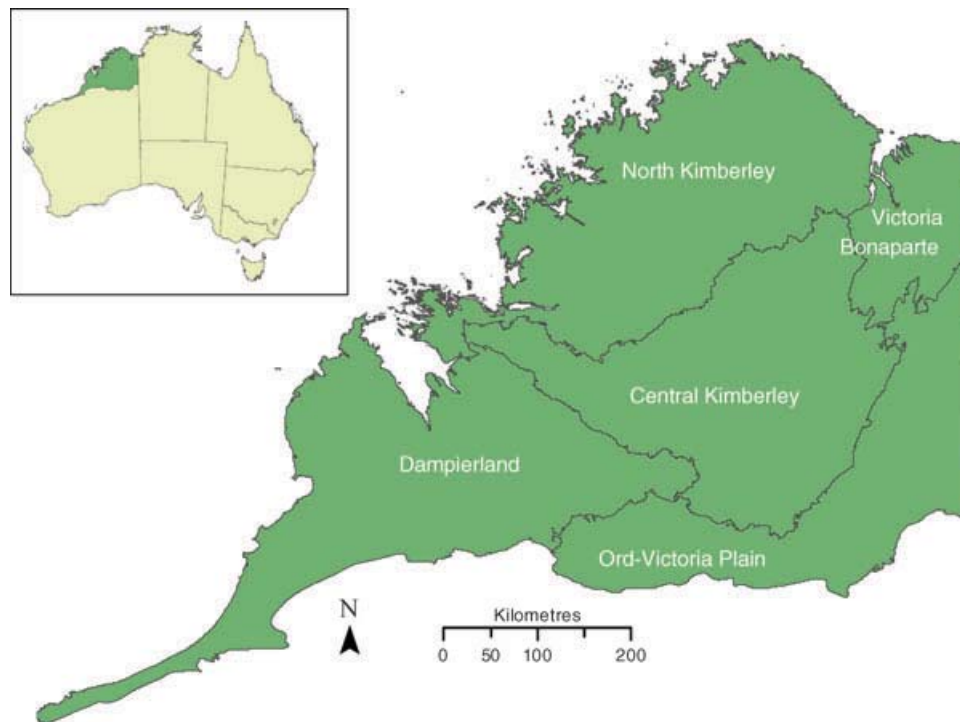 North Kimberley
Victoria
Bonaparte
Central Kimberley
Dampierland
Ord-Victoria Plain
N
Kilometres
0 50 100 200